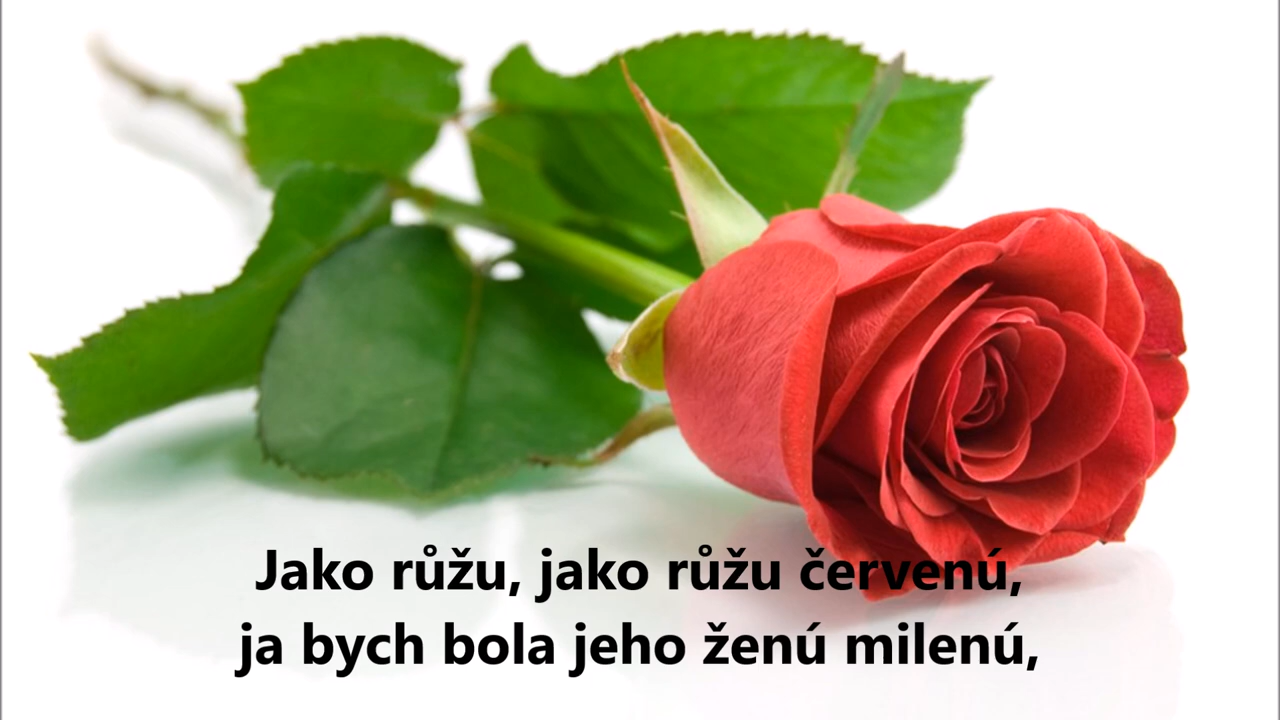 Jako růžu, jako růžu červenú,
ja bych bola jeho ženú milenú,